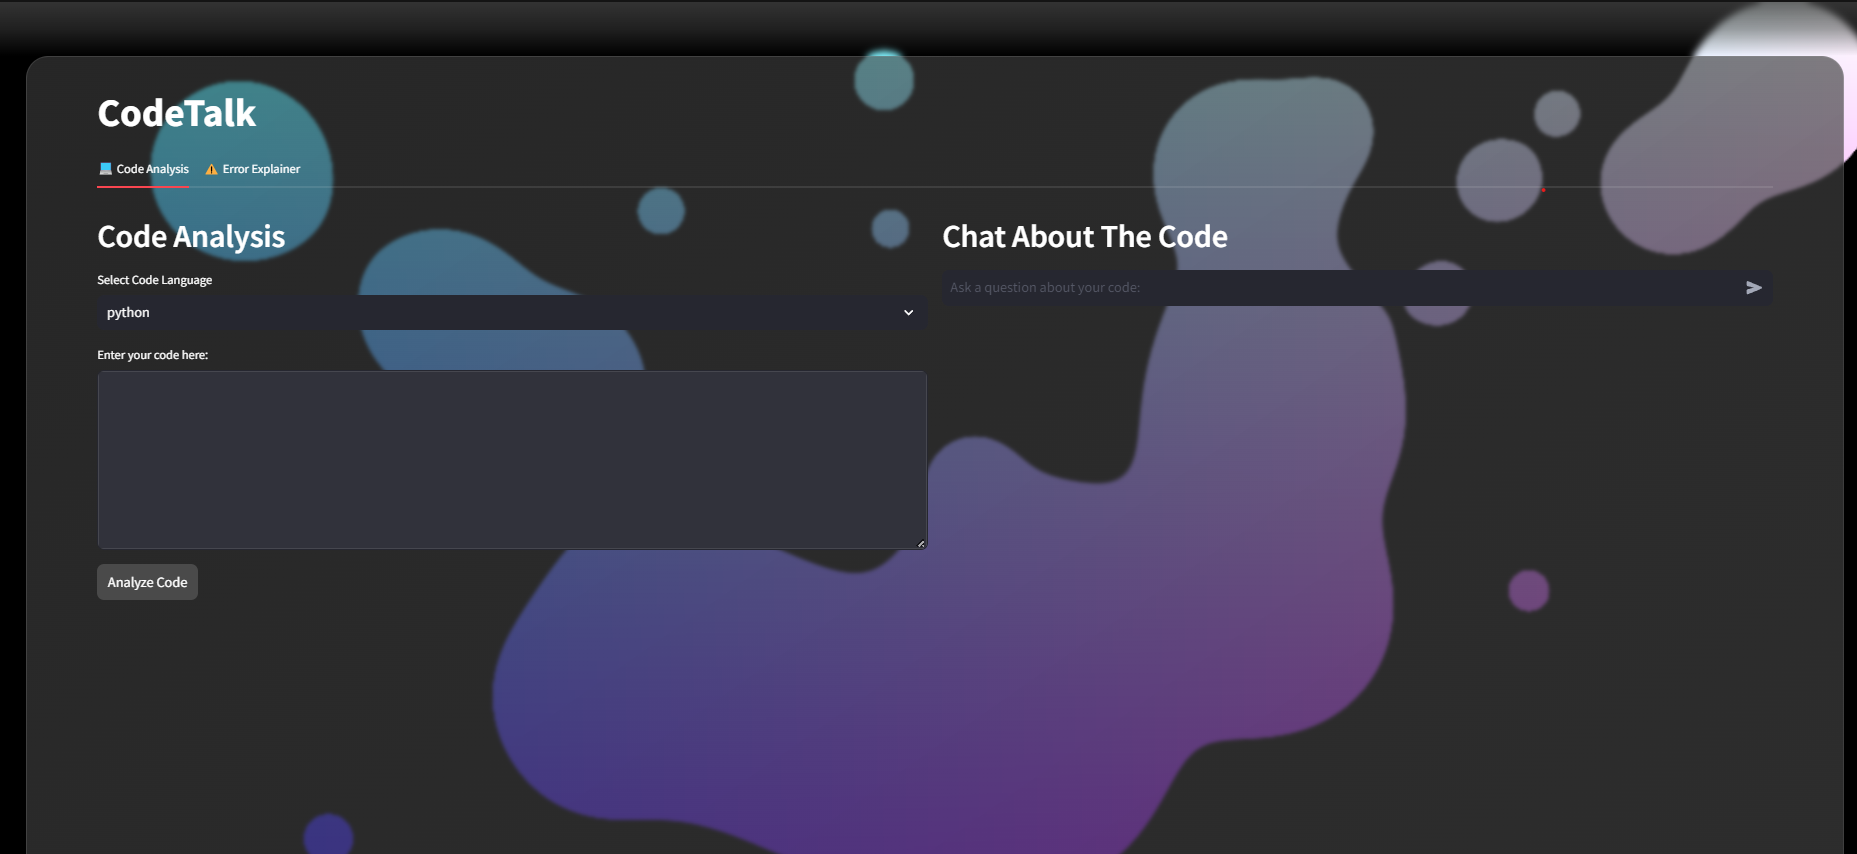 CodeTalk
Code Analysis
Error Explainer
Code Analysis
Select Code Language
python
Enter your code here:
Analyze Code
Chat About The Code
Ask a question about your code: